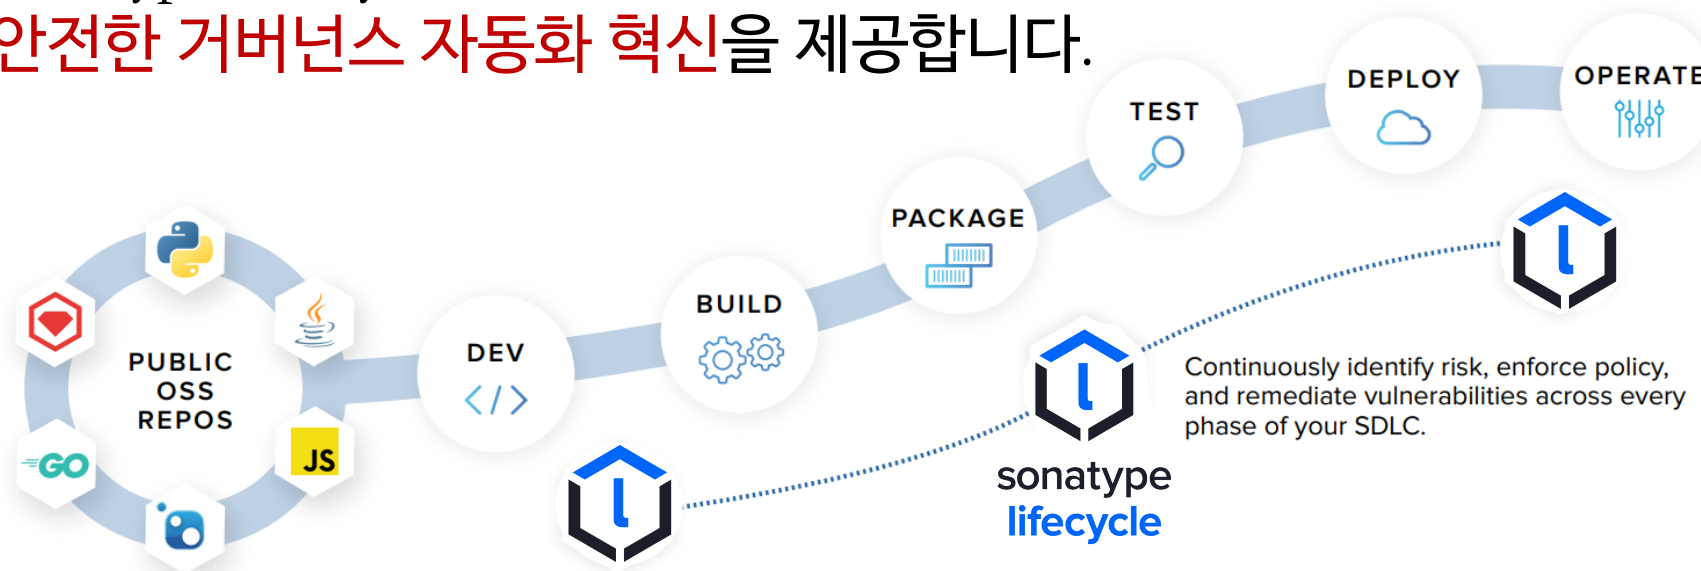 안전한 거버넌스 자동화 혁신을 제공합니다.
OPERATE
DEPLOY
TEST
PACKAGE
BUILD
DEV
PUBLIC
OSS
REPOS
GO
JS
Continuously identify risk, enforce policy,
and remediate vulnerabilities across every
phase of your SDLC.
sonatype
lifecycle